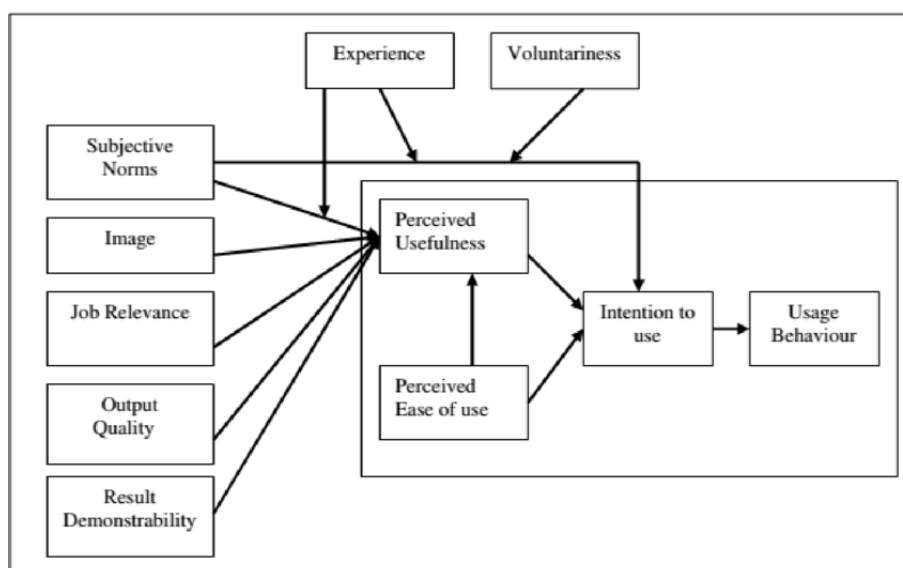 Experience
Voluntariness
Subjective
Norms
Image
Job Relevance
Output
Quality
Result
Demonstrability
Perceived
Usefulness
Perceived
Ease of use
Intention to
use
Usage
Behaviour